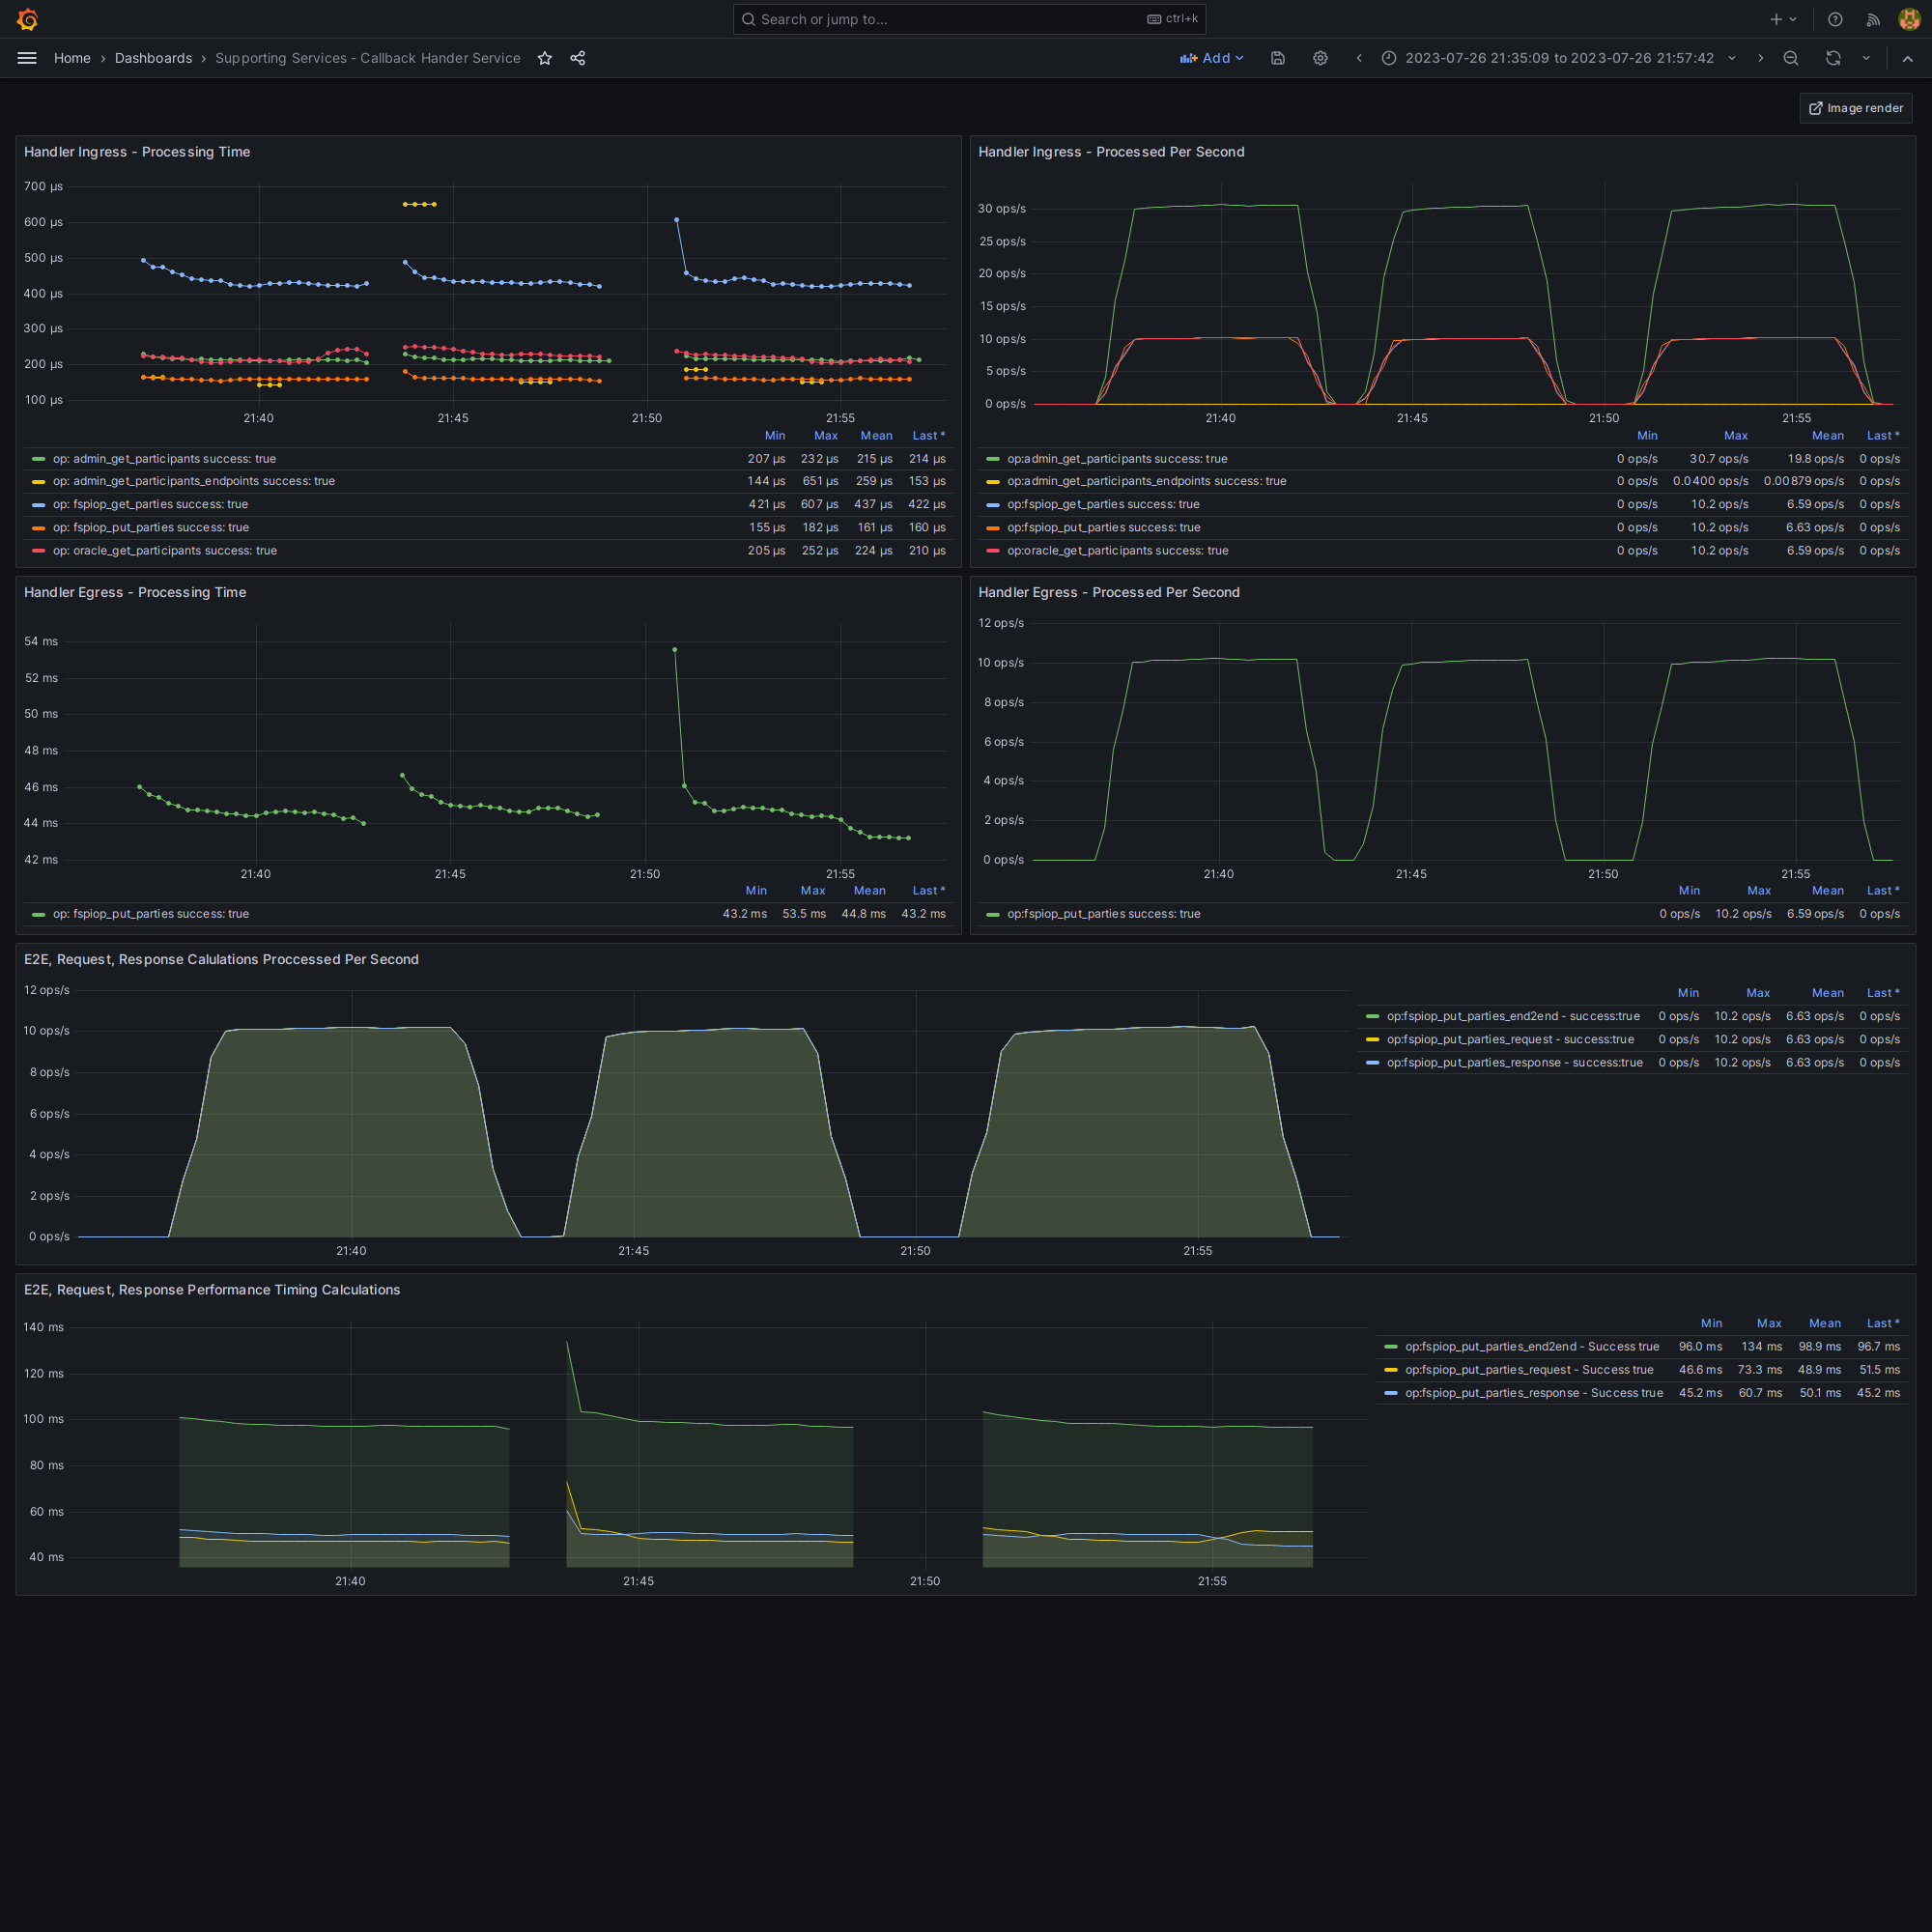 Search or jump to...
ctrl+k
Home › Dashboards › Supporting Services - Callback Hander Service
Add
2023-07-26 21:35:09 to 2023-07-26 21:57:42
Image render
Handler Ingress - Processing Time
700 µs
600 µs
500 µs
400 µs
300 µs
200 µs
100 µs
21:40 21:45 21:50 21:55
Min Max Mean Last *
op: admin_get_participants success: true 207 µs 232 µs 215 µs 214 µs
op: admin_get_participants_endpoints success: true 144 µs 651 µs 259 µs 153 µs
op: fspiop_get_parties success: true 421 µs 607 µs 437 µs 422 µs
op: fspiop_put_parties success: true 155 µs 182 µs 161 µs 160 µs
op: oracle_get_participants success: true 205 µs 252 µs 224 µs 210 µs
Handler Ingress - Processed Per Second
30 ops/s
25 ops/s
20 ops/s
15 ops/s
10 ops/s
5 ops/s
0 ops/s
21:40 21:45 21:50 21:55
Min Max Mean Last *
op:admin_get_participants success: true 0 ops/s 30.7 ops/s 19.8 ops/s 0 ops/s
op:admin_get_participants_endpoints success: true 0 ops/s 0.0400 ops/s 0.00879 ops/s 0 ops/s
op:fspiop_get_parties success: true 0 ops/s 10.2 ops/s 6.59 ops/s 0 ops/s
op:fspiop_put_parties success: true 0 ops/s 10.2 ops/s 6.63 ops/s 0 ops/s
op:oracle_get_participants success: true 0 ops/s 10.2 ops/s 6.59 ops/s 0 ops/s
Handler Egress - Processing Time
54 ms
52 ms
50 ms
48 ms
46 ms
44 ms
42 ms
21:40 21:45 21:50 21:55
Min Max Mean Last *
op: fspiop_put_parties success: true 43.2 ms 53.5 ms 44.8 ms 43.2 ms
Handler Egress - Processed Per Second
12 ops/s
10 ops/s
8 ops/s
6 ops/s
4 ops/s
2 ops/s
0 ops/s
21:40 21:45 21:50 21:55
Min Max Mean Last *
op:fspiop_put_parties success: true 0 ops/s 10.2 ops/s 6.59 ops/s 0 ops/s
E2E, Request, Response Calulations Proccessed Per Second
12 ops/s
10 ops/s
8 ops/s
6 ops/s
4 ops/s
2 ops/s
0 ops/s
21:40 21:45 21:50 21:55
Min Max Mean Last *
op:fspiop_put_parties_end2end - success:true 0 ops/s 10.2 ops/s 6.63 ops/s 0 ops/s
op:fspiop_put_parties_request - success:true 0 ops/s 10.2 ops/s 6.63 ops/s 0 ops/s
op:fspiop_put_parties_response - success:true 0 ops/s 10.2 ops/s 6.63 ops/s 0 ops/s
E2E, Request, Response Performance Timing Calculations
140 ms
120 ms
100 ms
80 ms
60 ms
40 ms
21:40 21:45 21:50 21:55
Min Max Mean Last *
op:fspiop_put_parties_end2end - Success true 96.0 ms 134 ms 98.9 ms 96.7 ms
op:fspiop_put_parties_request - Success true 46.6 ms 73.3 ms 48.9 ms 51.5 ms
op:fspiop_put_parties_response - Success true 45.2 ms 60.7 ms 50.1 ms 45.2 ms